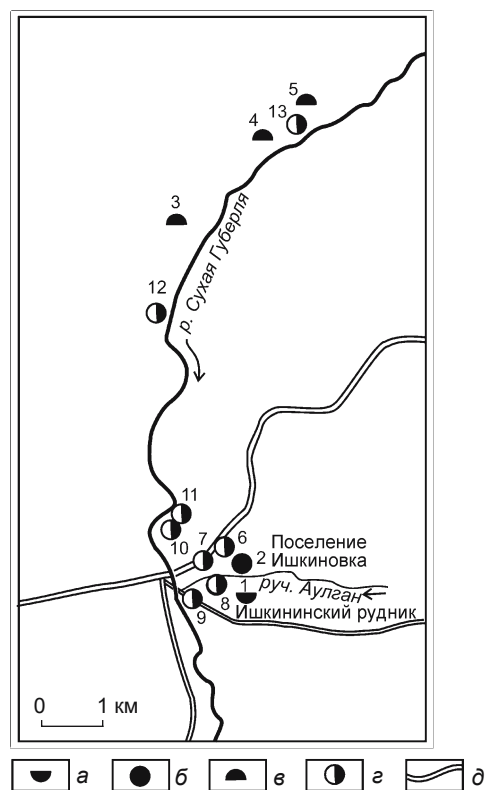 5
13
4
3
р. Сухая Губерля
12
11
10
7
6
Поселение
2
Ишкиновка
руч. Аулган
1
8
Ишкининский рудник
9
0 1 км
а б в г д